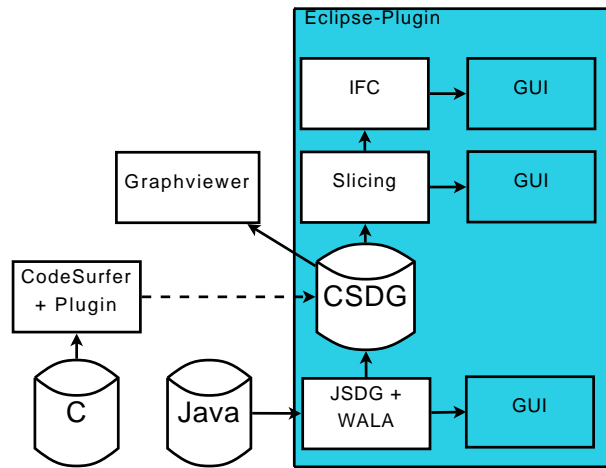 Eclipse-Plugin
IFC
GUI
Graphviewer
Slicing
GUI
CodeSurfer
+ Plugin
CSDG
C
Java
JSDG +
WALA
GUI